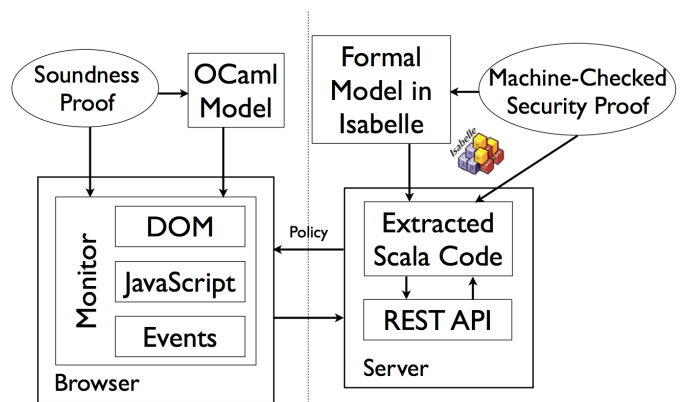 Soundness
Proof
OCaml
Model
Formal
Model in
Isabelle
Machine-Checked
Security Proof
Isabelle
Monitor
DOM
JavaScript
Events
Browser
Policy
Extracted
Scala Code
REST API
Server